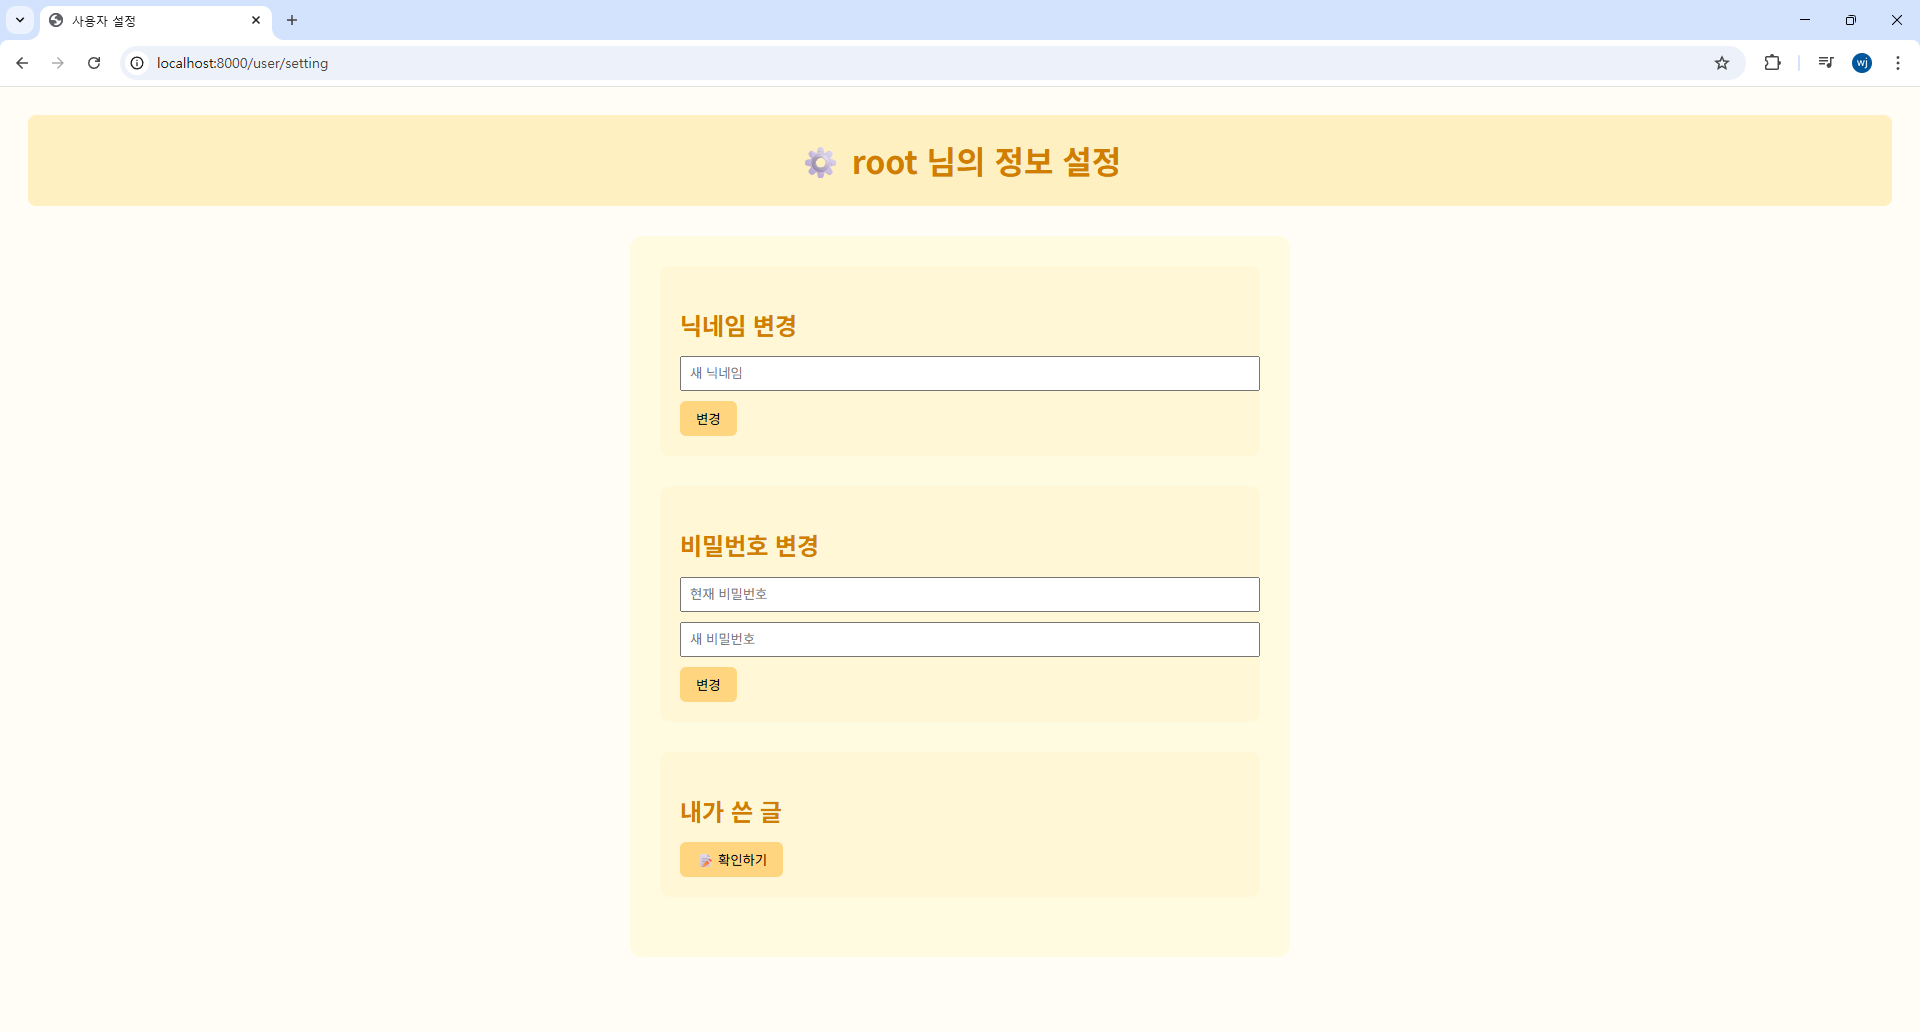 사용자 설정
localhost:8000/user/setting
wj
root 님의 정보 설정
닉네임 변경
새 닉네임
변경
비밀번호 변경
현재 비밀번호
새 비밀번호
변경
내가 쓴 글
확인하기